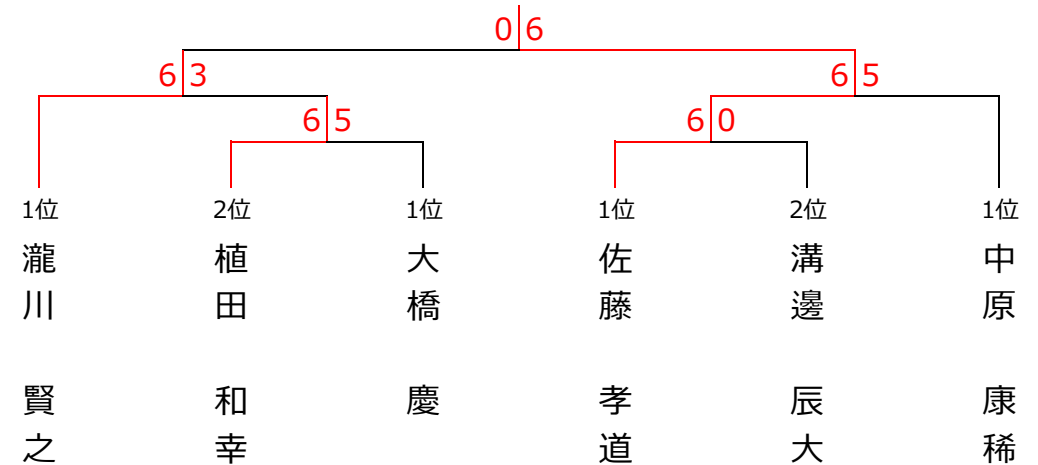 0 6
6 3
6 5
6 5
6 0
1位 2位 1位 1位 2位 1位
瀧川 賢之
植田 和幸
大橋 慶
佐藤 孝道
溝邊 辰大
中原 康稀